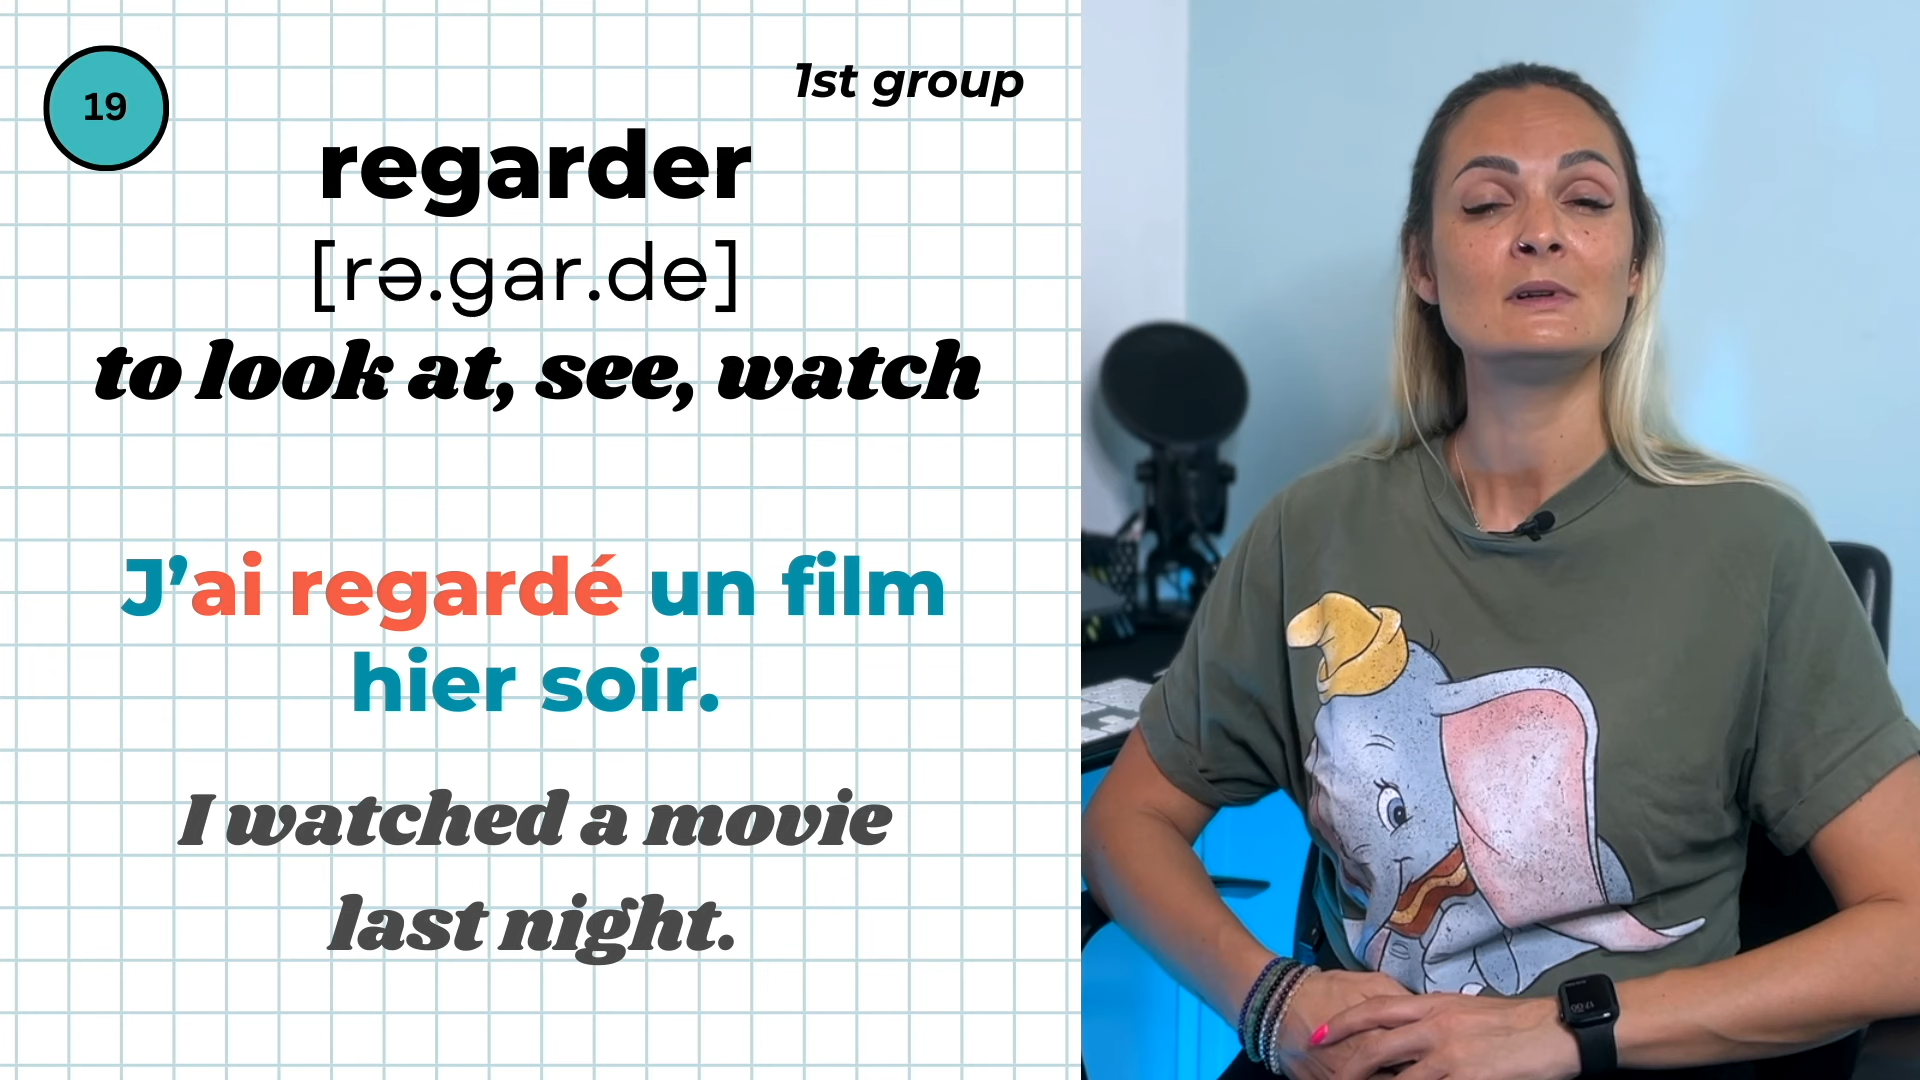 19
1st group
regarder
[rə.gar.de]
to look at, see, watch
J’ai regardé un film
hier soir.
I watched a movie
last night.